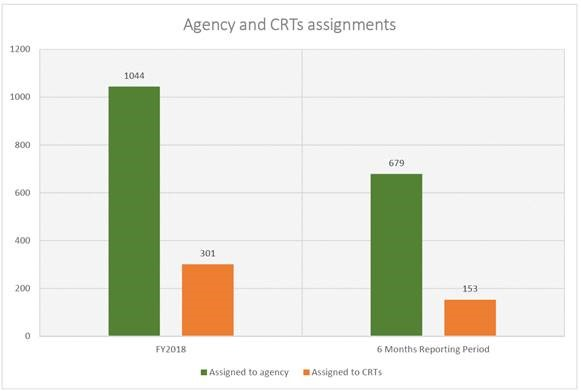 Agency and CRTs assignments
1200
1000
800
600
400
200
0
1044
301
679
153
FY2018
6 Months Reporting Period
Assigned to agency
Assigned to CRTs